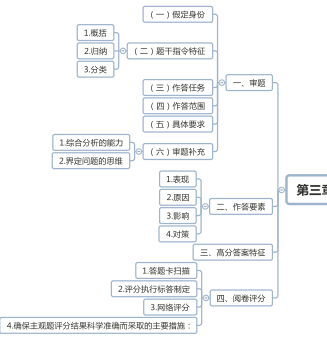 第三章
一、审题
（一）假定身份
（二）题干指令特征
1.概括
2.归纳
3.分类
（三）作答任务
（四）作答范围
（五）具体要求
（六）审题补充
1.综合分析的能力
2.界定问题的思维
二、作答要素
1.表现
2.原因
3.影响
4.对策
三、高分答案特征
四、阅卷评分
1.答题卡扫描
2.评分执行标答制定
3.网络评分
4.确保主观题评分结果科学准确而采取的主要措施：